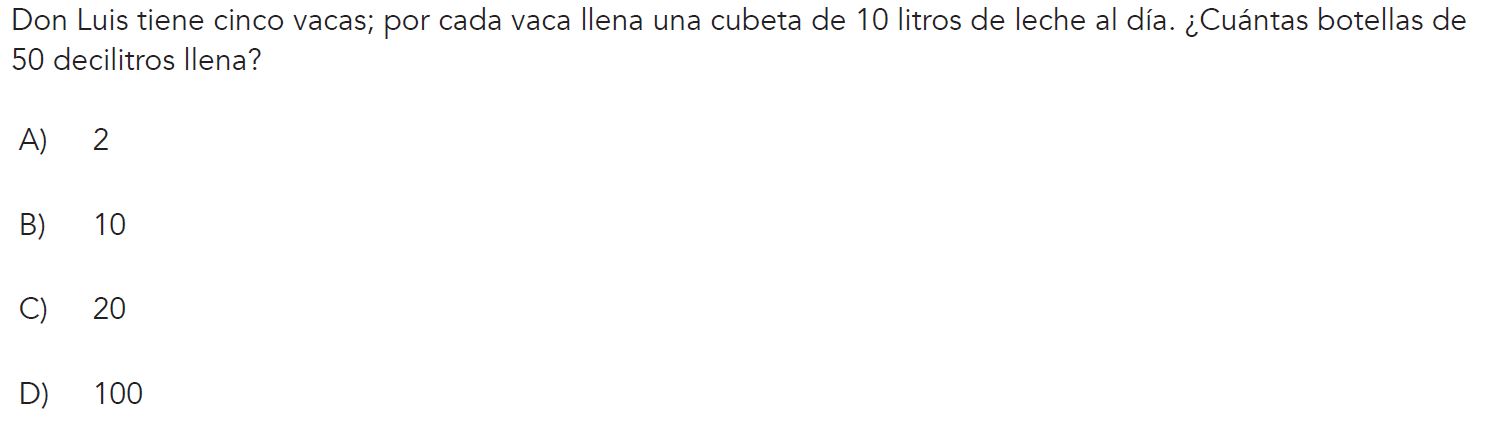 Don Luis tiene cinco vacas; por cada vaca llena una cubeta de 10 litros de leche al día. ¿Cuántas botellas de
50 decilitros llena?
A) 2
B) 10
C) 20
D) 100